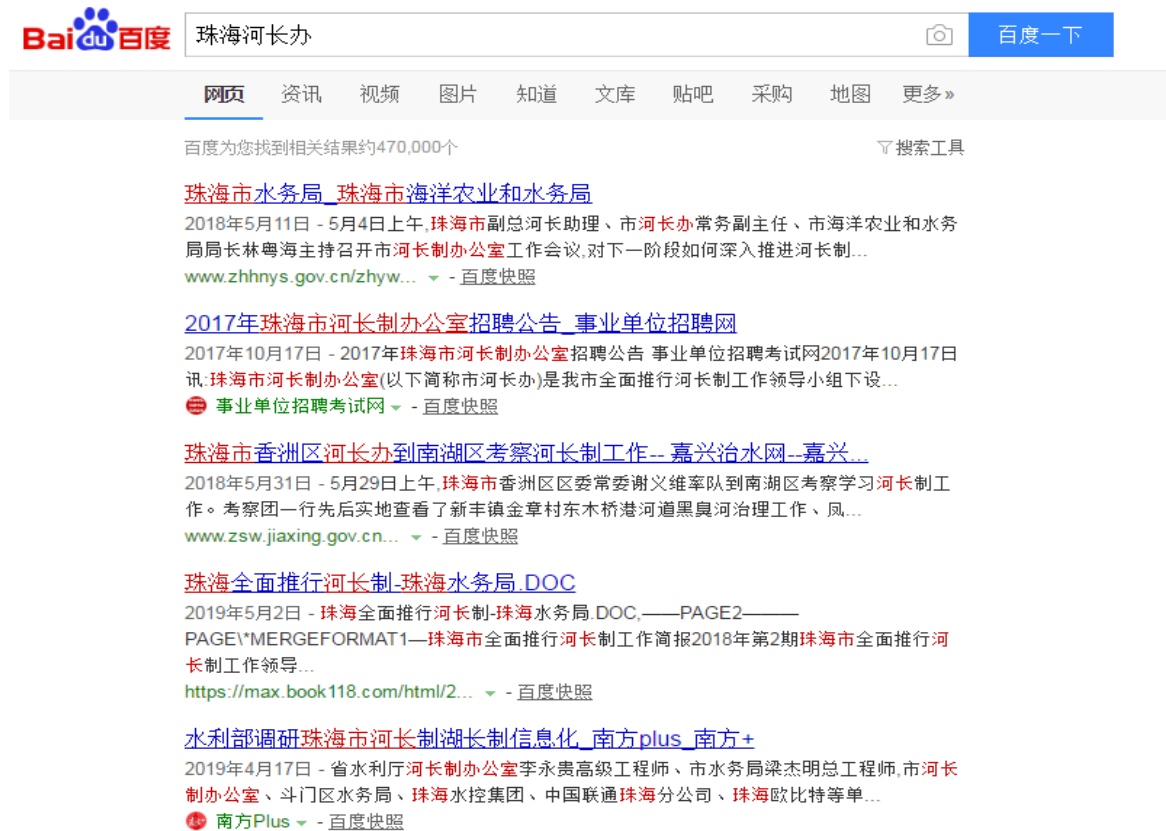 Baidu百度 珠海河长办 百度一下
网页 资讯 视频 图片 知道 文库 贴吧 采购 地图 更多»
百度为您找到相关结果约470,000个 搜索工具
珠海市水务局_珠海市海洋农业和水务局
2018年5月11日 - 5月4日上午,珠海市副总河长助理、市河长办常务副主任、市海洋农业和水务
局局长林粤海主持召开市河长制办公室工作会议,对下一阶段如何深入推进河长制...
www.zhhnys.gov.cn/zhyw... - 百度快照
2017年珠海市河长制办公室招聘公告_事业单位招聘网
2017年10月17日 - 2017年珠海市河长制办公室招聘公告 事业单位招聘考试网2017年10月17日
讯:珠海市河长制办公室(以下简称市河长办)是我市全面推行河长制工作领导小组下设...
事业单位招聘考试网 - 百度快照
珠海市香洲区河长办到南湖区考察河长制工作-- 嘉兴治水网--嘉兴...
2018年5月31日 - 5月29日上午,珠海市香洲区区委常委谢义维率队到南湖区考察学习河长制工
作。考察团一行先后实地查看了新丰镇金章村东木桥港河道黑臭河治理工作、凤...
www.zsw.jiaxing.gov.cn... - 百度快照
珠海全面推行河长制-珠海水务局.DOC
2019年5月2日 - 珠海全面推行河长制-珠海水务局.DOC,——PAGE2———
PAGE\*MERGEFORMAT1—珠海市全面推行河长制工作简报2018年第2期珠海市全面推行河
长制工作领导...
https://max.book118.com/html/2... - 百度快照
水利部调研珠海市河长制湖长制信息化_南方plus_南方+
2019年4月17日 - 省水利厅河长制办公室李永贵高级工程师、市水务局梁杰明总工程师,市河长
制办公室、斗门区水务局、珠海水控集团、中国联通珠海分公司、珠海欧比特等单...
南方Plus - 百度快照